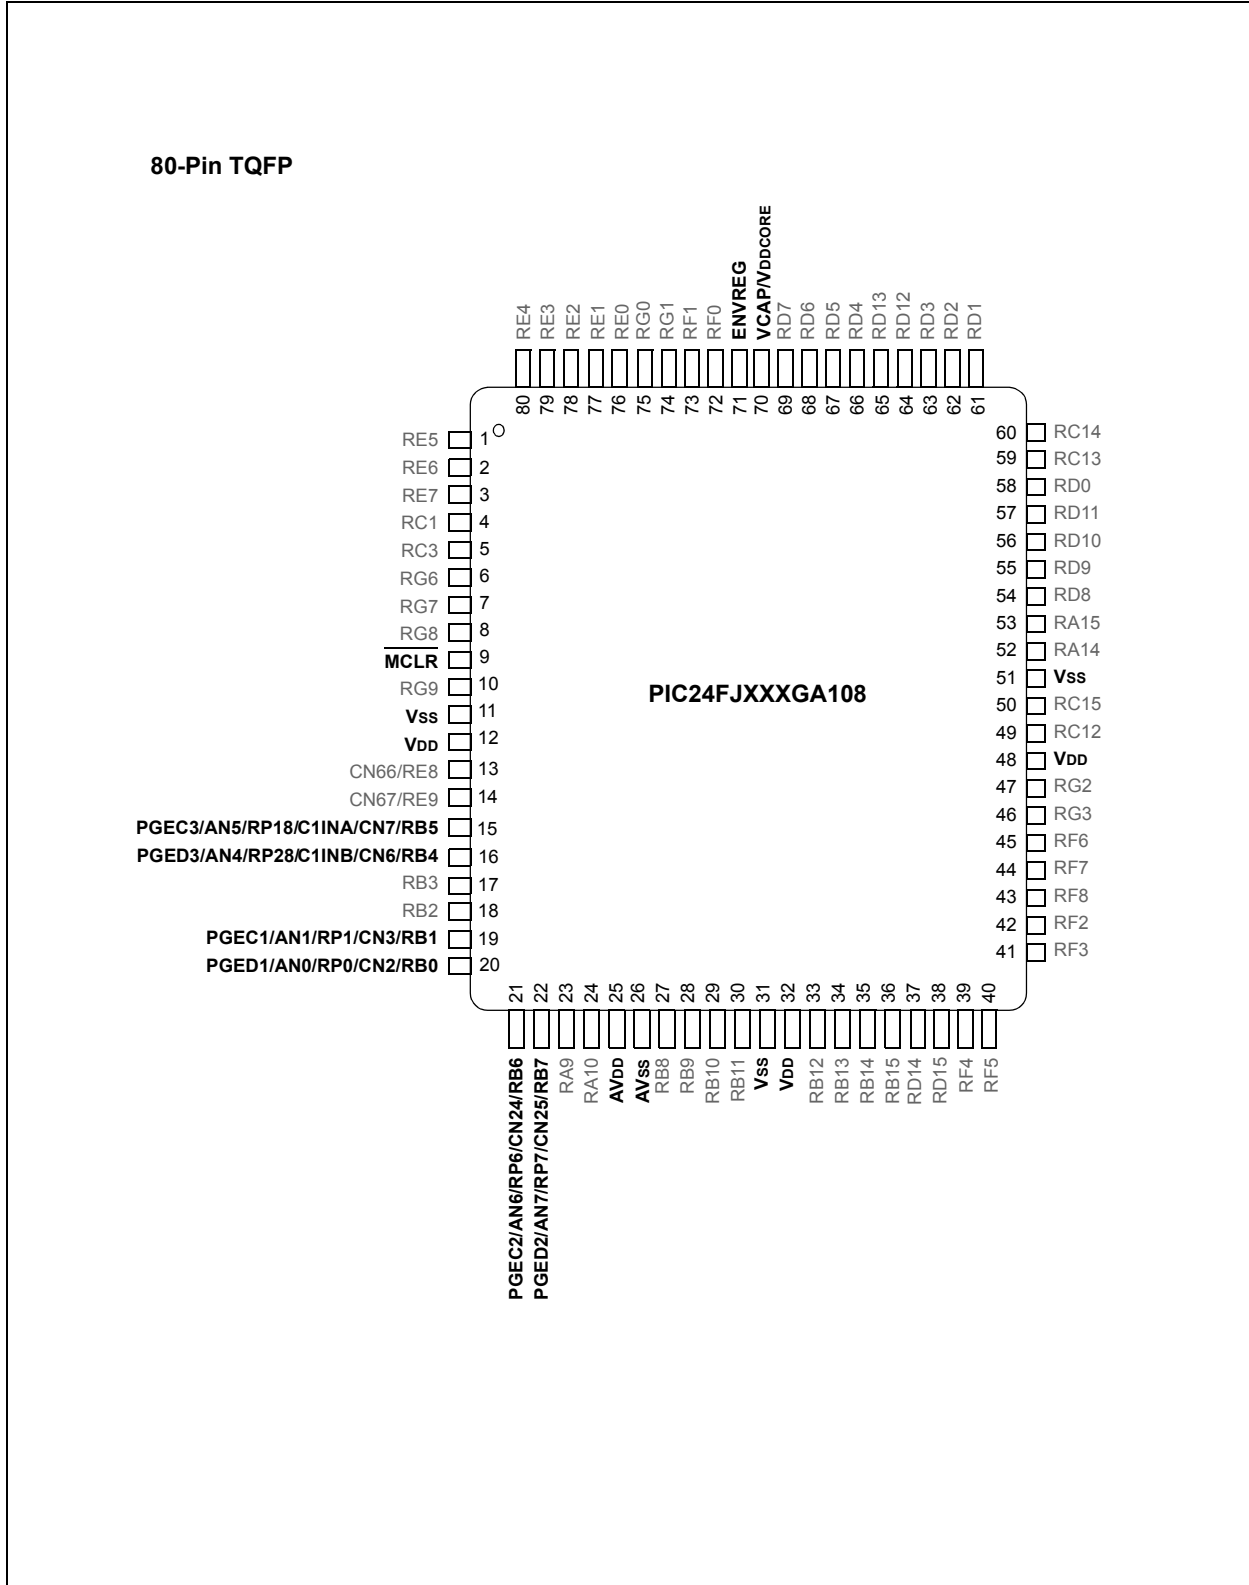 80-Pin TQFP
RE4
RE3
RE2
RE1
RE0
RG0
RG1
RF1
RF0
ENVREG
VCAP/VDDCORE
RD7
RD6
RD5
RD4
RD13
RD12
RD3
RD2
RD1
80
79
78
77
76
75
74
73
72
71
70
69
68
67
66
65
64
63
62
61
RE5 1
RE6 2
RE7 3
RC1 4
RC3 5
RG6 6
RG7 7
RG8 8
MCLR 9
RG9 10
VSS 11
VDD 12
CN66/RE8 13
CN67/RE9 14
PGEC3/AN5/RP18/C1INA/CN7/RB5 15
PGED3/AN4/RP28/C1INB/CN6/RB4 16
RB3 17
RB2 18
PGEC1/AN1/RP1/CN3/RB1 19
PGED1/AN0/RP0/CN2/RB0 20
PIC24FJXXXGA108
60 RC14
59 RC13
58 RD0
57 RD11
56 RD10
55 RD9
54 RD8
53 RA15
52 RA14
51 VSS
50 RC15
49 RC12
48 VDD
47 RG2
46 RG3
45 RF6
44 RF7
43 RF8
42 RF2
41 RF3
21
22
23
24
25
26
27
28
29
30
31
32
33
34
35
36
37
38
39
40
PGEC2/AN6/RP6/CN24/RB6
PGED2/AN7/RP7/CN25/RB7
RA9
RA10
AVDD
AVSS
RB8
RB9
RB10
RB11
VSS
VDD
RB12
RB13
RB14
RB15
RD14
RD15
RF4
RF5